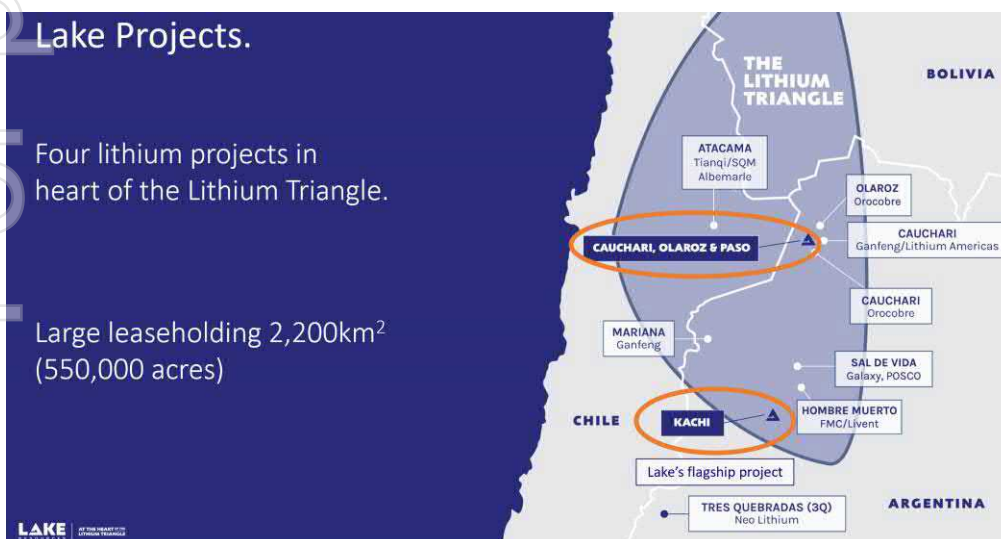 Lake Projects.
Four lithium projects in
heart of the Lithium Triangle.
Large leaseholding 2,200km²
(550,000 acres)
LAKE
THE
LITHIUM
TRIANGLE
BOLIVIA
ATACAMA
Tianqi/SQM
Albemarle
OLAROZ
Orocobre
CAUCHARI, OLAROZ & PASO
CAUCHARI
Ganfeng/Lithium Americas
CAUCHARI
Orocobre
MARIANA
Ganfeng
SAL DE VIDA
Galaxy, POSCO
HOMBRE MUERTO
FMC/Livent
CHILE
KACHI
Lake's flagship project
TRES QUEBRADAS (3Q)
Neo Lithium
ARGENTINA